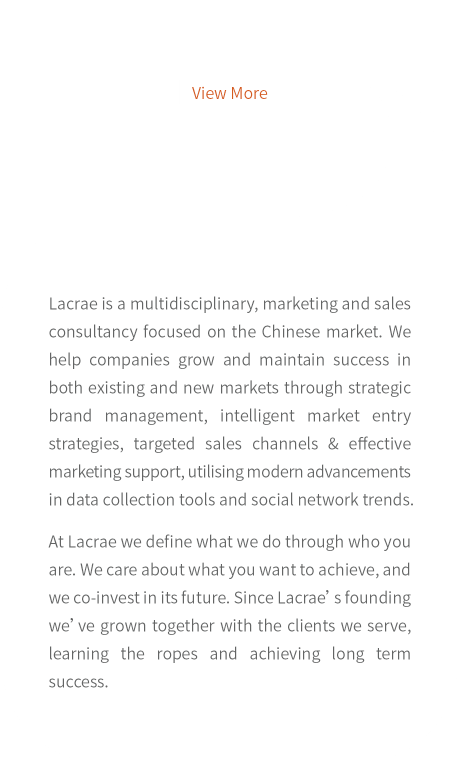 View More
Lacrae is a multidisciplinary, marketing and sales
consultancy focused on the Chinese market. We
help companies grow and maintain success in
both existing and new markets through strategic
brand management, intelligent market entry
strategies, targeted sales channels & effective
marketing support, utilising modern advancements
in data collection tools and social network trends.
At Lacrae we define what we do through who you
are. We care about what you want to achieve, and
we co-invest in its future. Since Lacrae’ s founding
we’ ve grown together with the clients we serve,
learning the ropes and achieving long term
success.